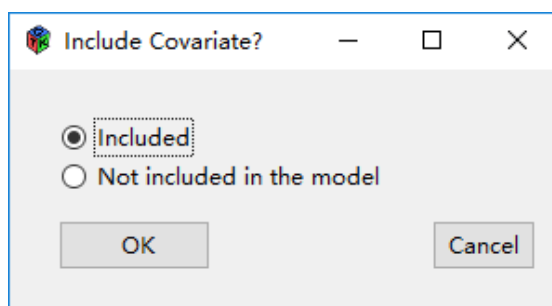 Include Covariate?
Included
Not included in the model
OK Cancel